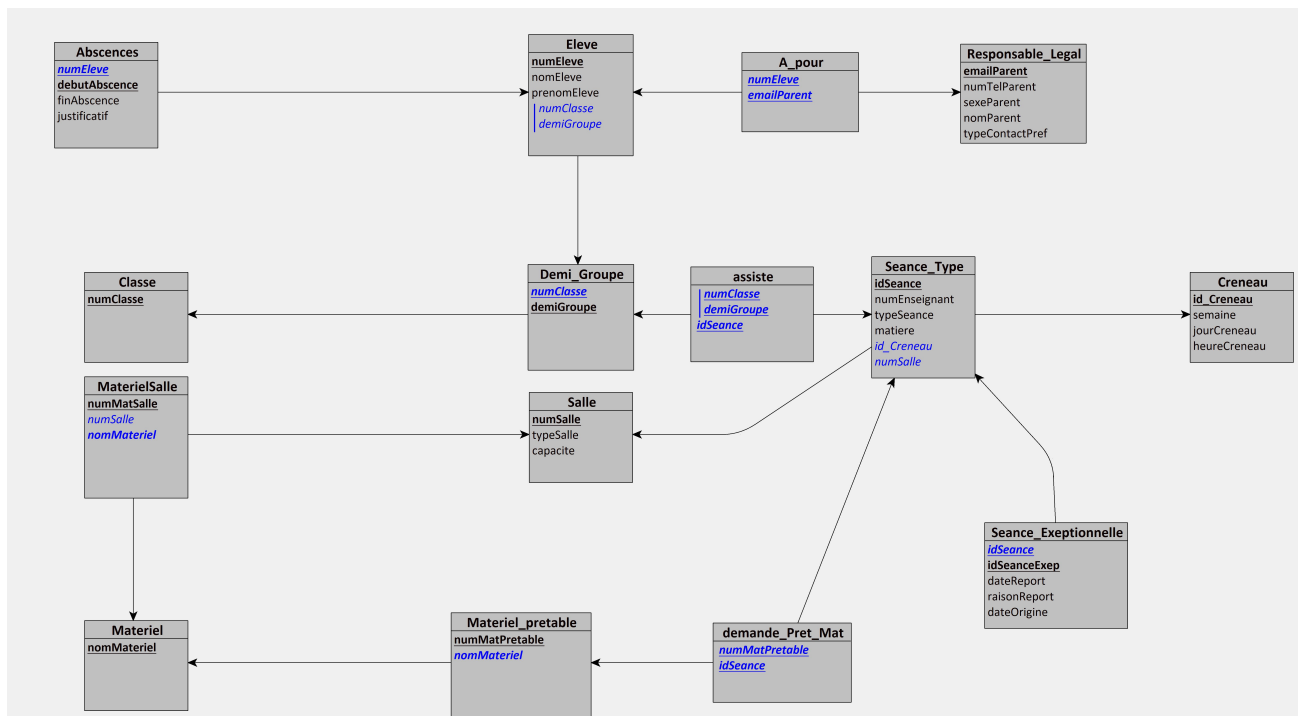 Abscences
numEleve
debutAbscence
finAbscence
justificatif
Eleve
numEleve
nomEleve
prenomEleve
numClasse
demiGroupe
A_pour
numEleve
emailParent
Responsable_Legal
emailParent
numTelParent
sexeParent
nomParent
typeContactPref
Classe
numClasse
Demi_Groupe
numClasse
demiGroupe
assiste
numClasse
demiGroupe
idSeance
Seance_Type
idSeance
numEnseignant
typeSeance
matiere
id_Creneau
numSalle
Creneau
id_Creneau
semaine
jourCreneau
heureCreneau
MaterielSalle
numMatSalle
numSalle
nomMateriel
Salle
numSalle
typeSalle
capacite
Seance_Exeptionnelle
idSeance
idSeanceExep
dateReport
raisonReport
dateOrigine
Materiel
nomMateriel
Materiel_pretable
numMatPretable
nomMateriel
demande_Pret_Mat
numMatPretable
idSeance